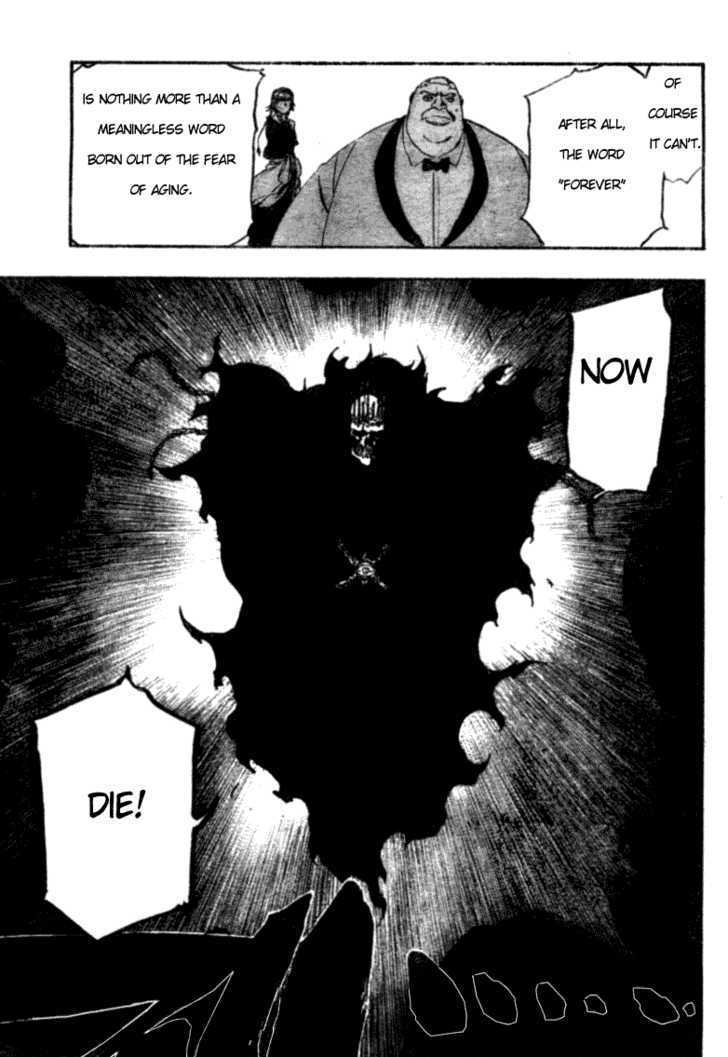 OF
COURSE
IT CAN'T.
AFTER ALL,
THE WORD
"FOREVER"
IS NOTHING MORE THAN A
MEANINGLESS WORD
BORN OUT OF THE FEAR
OF AGING.
NOW
DIE!